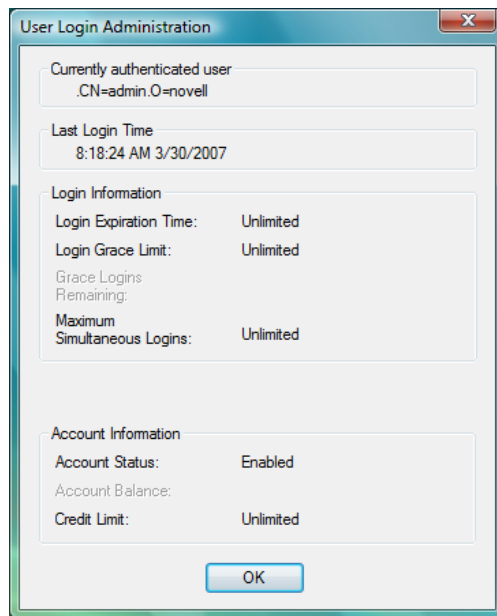 User Login Administration
Currently authenticated user
.CN=admin.O=novell
Last Login Time
8:18:24 AM 3/30/2007
Login Information
Login Expiration Time: Unlimited
Login Grace Limit: Unlimited
Grace Logins
Remaining:
Maximum
Simultaneous Logins: Unlimited
Account Information
Account Status: Enabled
Account Balance:
Credit Limit: Unlimited
OK